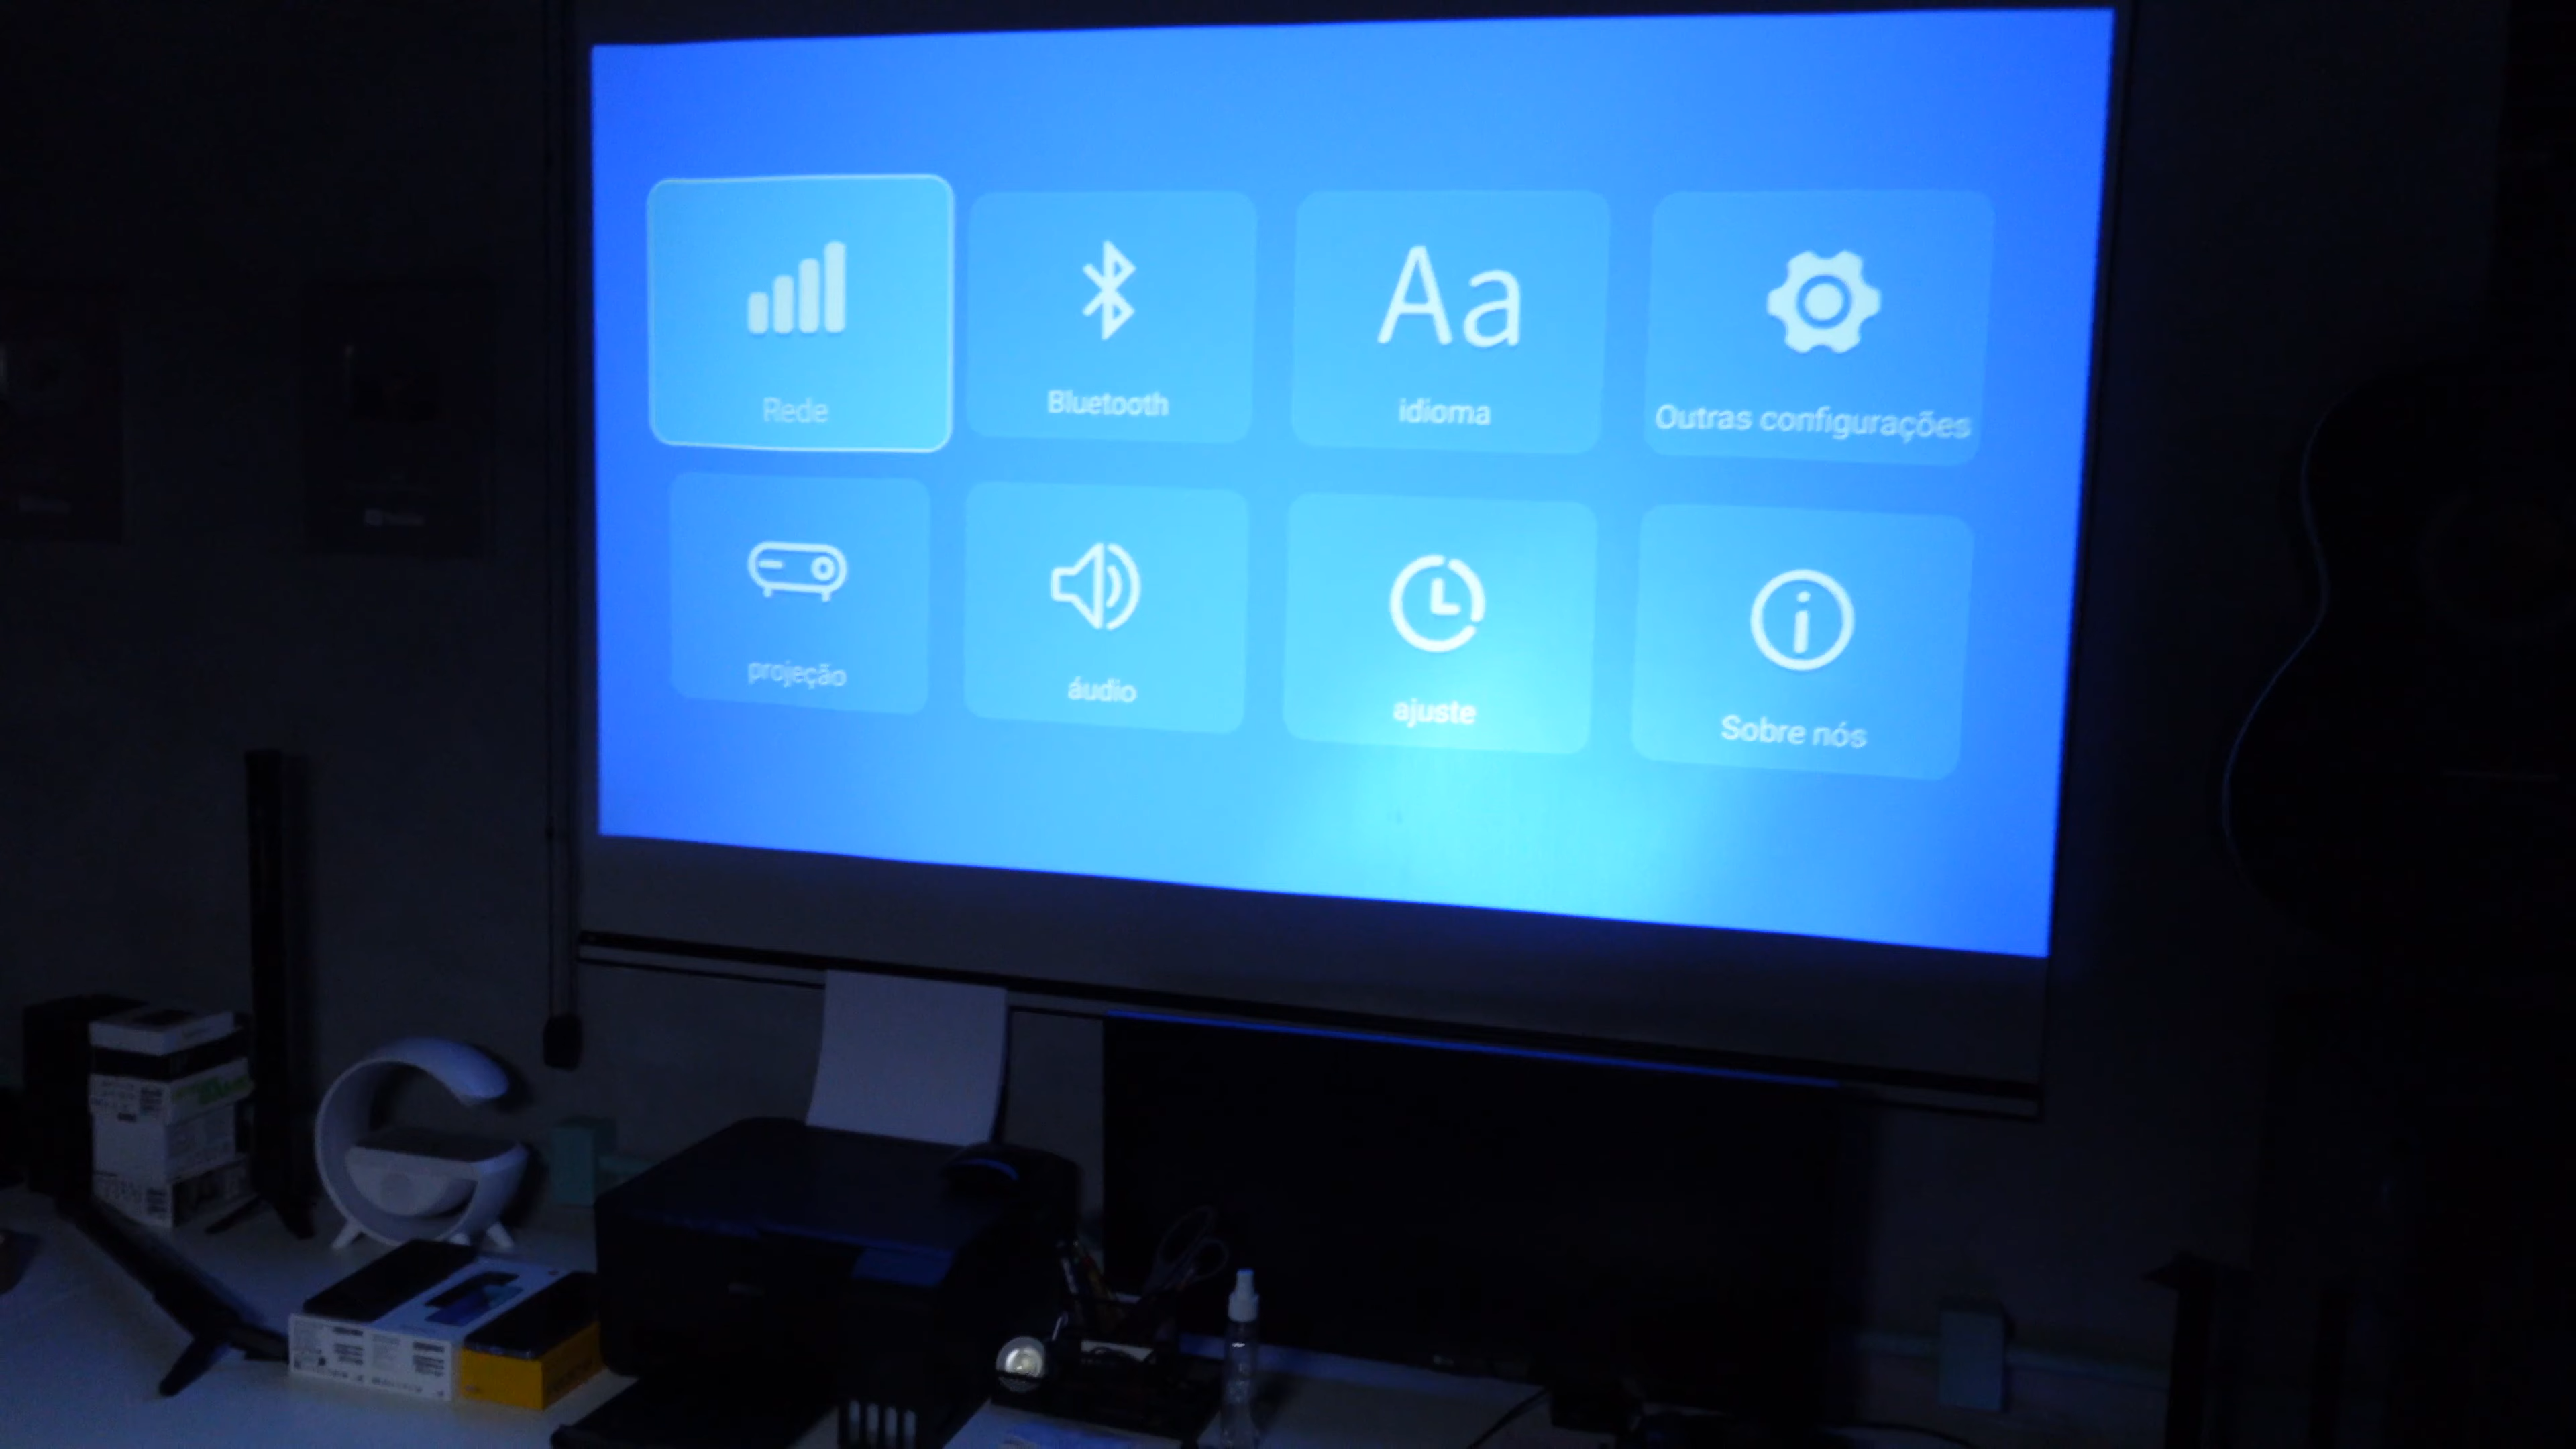 Rede
Bluetooth
Aa
idioma
Outras configurações
projeção
áudio
ajuste
Sobre nós